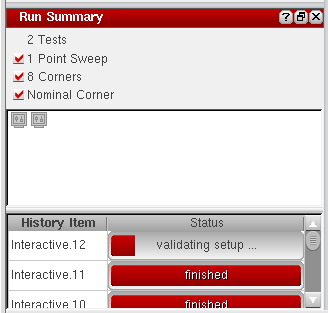 Run Summary
2 Tests
1 Point Sweep
8 Corners
Nominal Corner
History Item Status
Interactive.12 validating setup ...
Interactive.11 finished
Interactive.10 finished